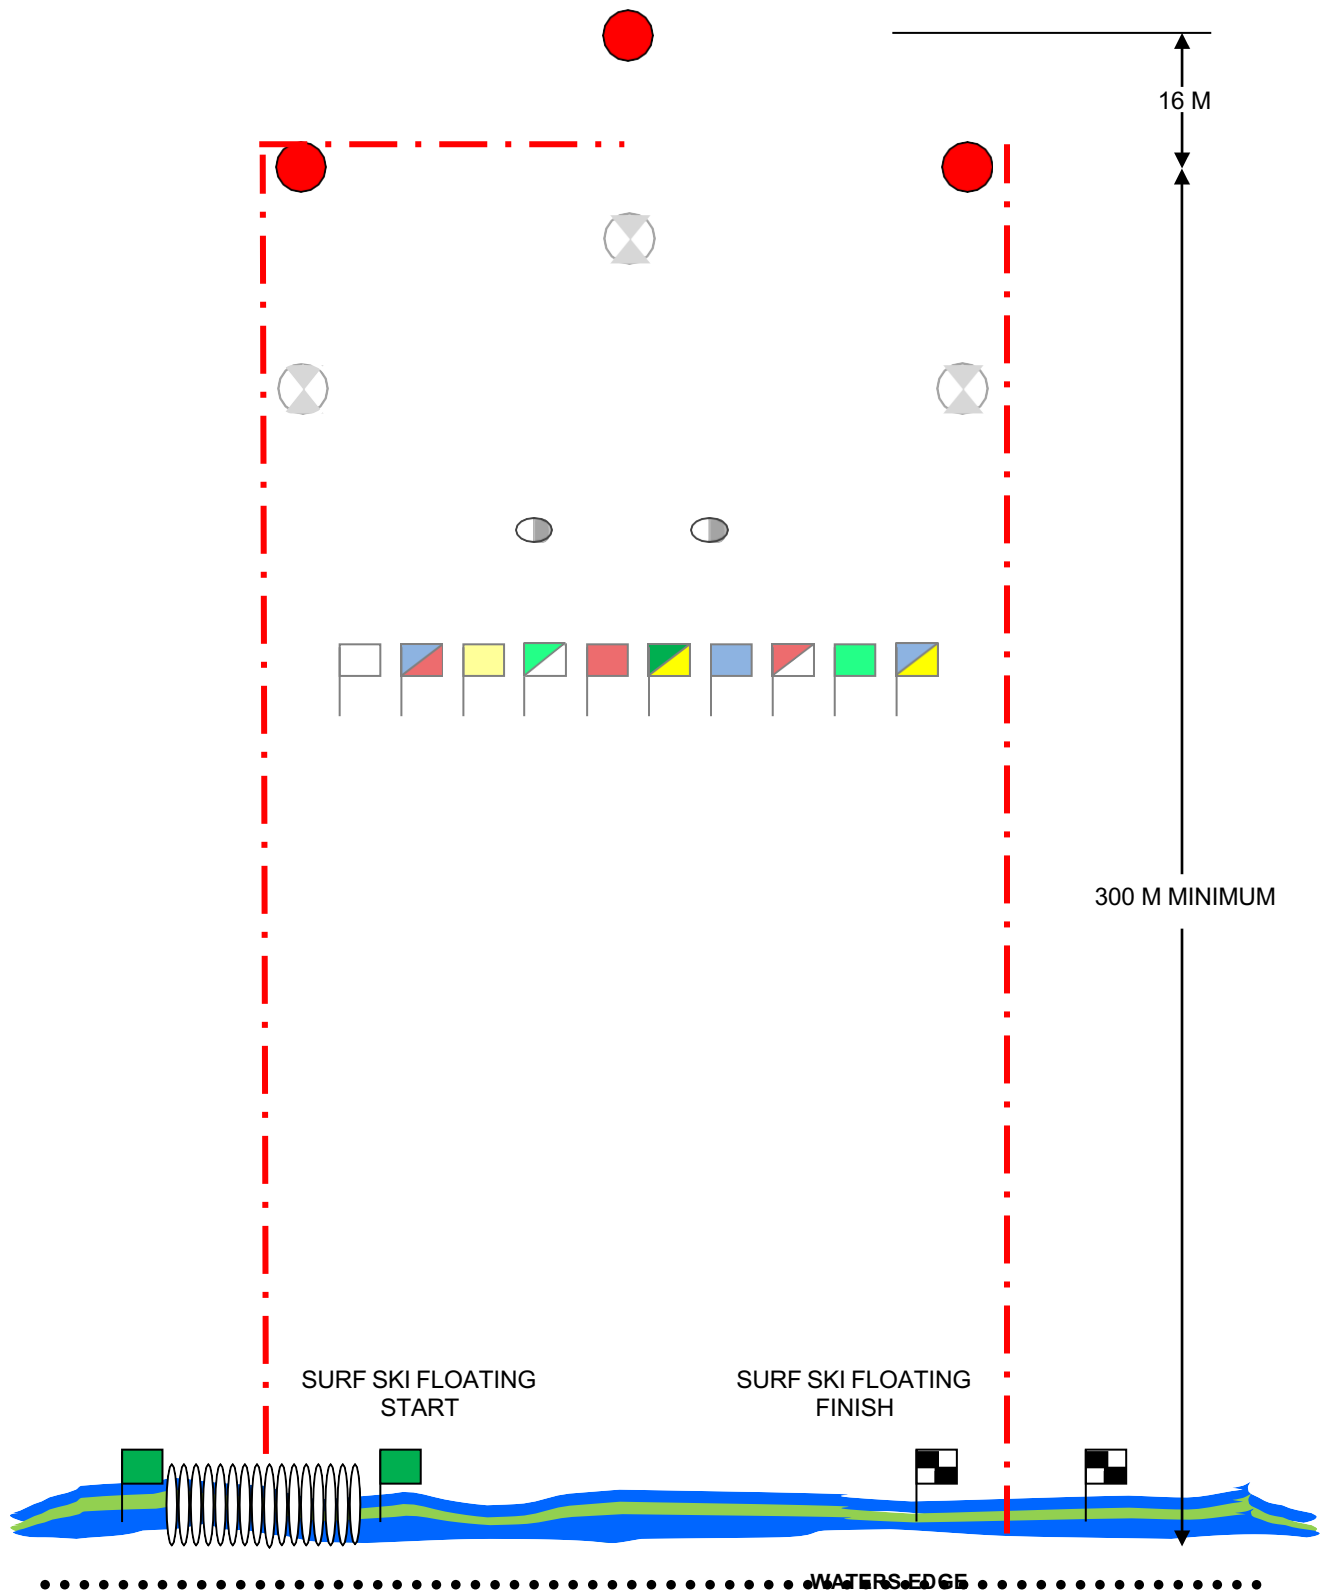 16 M
300 M MINIMUM
SURF SKI FLOATING
START
SURF SKI FLOATING
FINISH
WATERS EDGE